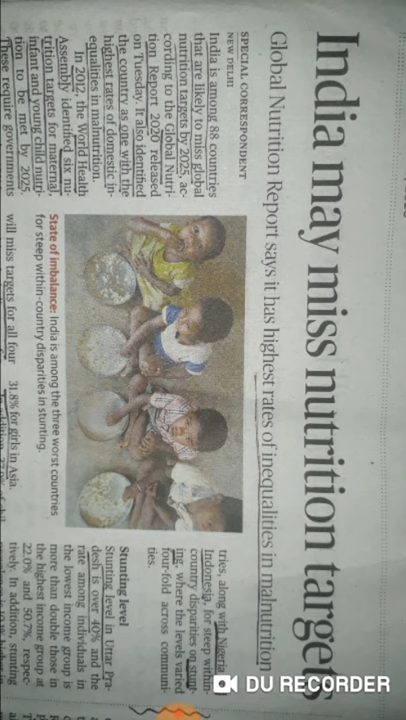 India may miss nutrition targets
Global Nutrition Report says it has highest rates of inequalities in malnutrition
SPECIAL CORRESPONDENT
NEW DELHI
India is among 88 countries
that are likely to miss global
nutrition targets by 2025, ac-
cording to the Global Nutri-
tion Report 2020 released
on Tuesday. It also identified
the country as one with the
highest rates of domestic in-
equalities in malnutrition.
In 2012, the World Health
Assembly identified six nu-
trition targets for maternal,
infant and young child nutri-
tion to be met by 2025.
These require governments
State of imbalance: India is among the three worst countries
for steep within-country disparties in stunting.
will miss targets for all four
31.8% for girls in Asia.
In addition,
tries, along with Nigeria
Indonesia, for steep within-
country disparities on stunt-
ing, where the levels varied
four-fold across communi-
ties.
Stunting level
Stunting level in Uttar Pra-
desh is over 40% and the
rate among individuals in
the lowest income group is
more than double those in
the highest income group at
22.0% and 50.7%, respec-
tively. In addition, stunting
DU RECORDER